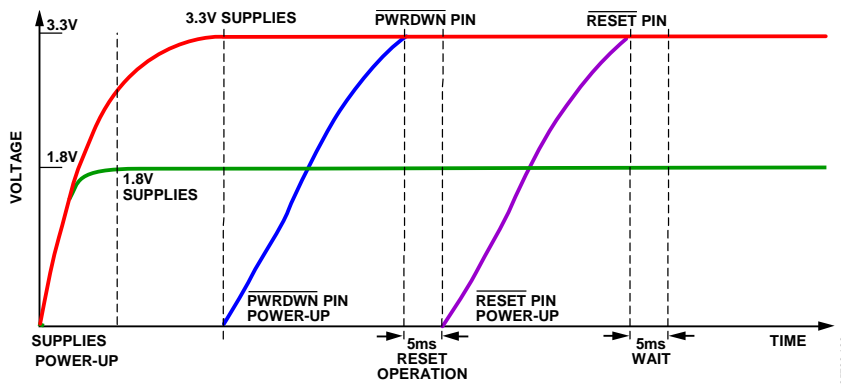 3.3V SUPPLIES
PWRDWN PIN
RESET PIN
3.3V
1.8V
VOLTAGE
1.8V
SUPPLIES
PWRDWN PIN
POWER-UP
RESET PIN
POWER-UP
SUPPLIES
POWER-UP
5ms
RESET
OPERATION
5ms
WAIT
TIME